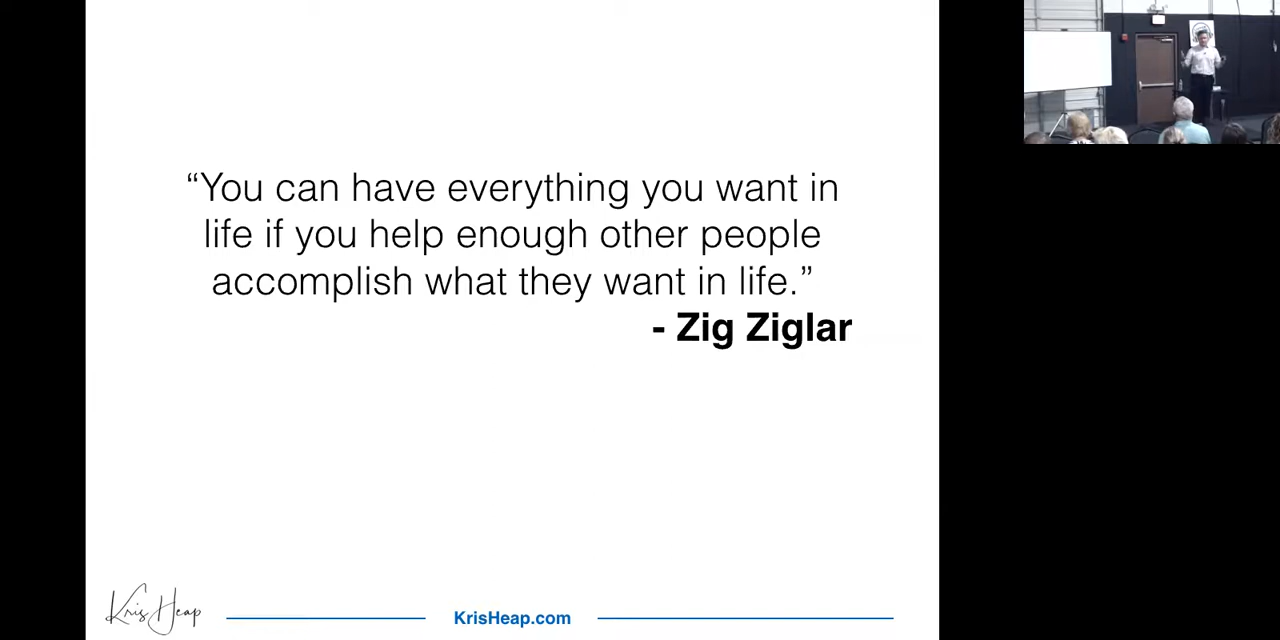 “You can have everything you want in
life if you help enough other people
accomplish what they want in life.”
- Zig Ziglar
Kris Heap
KrisHeap.com